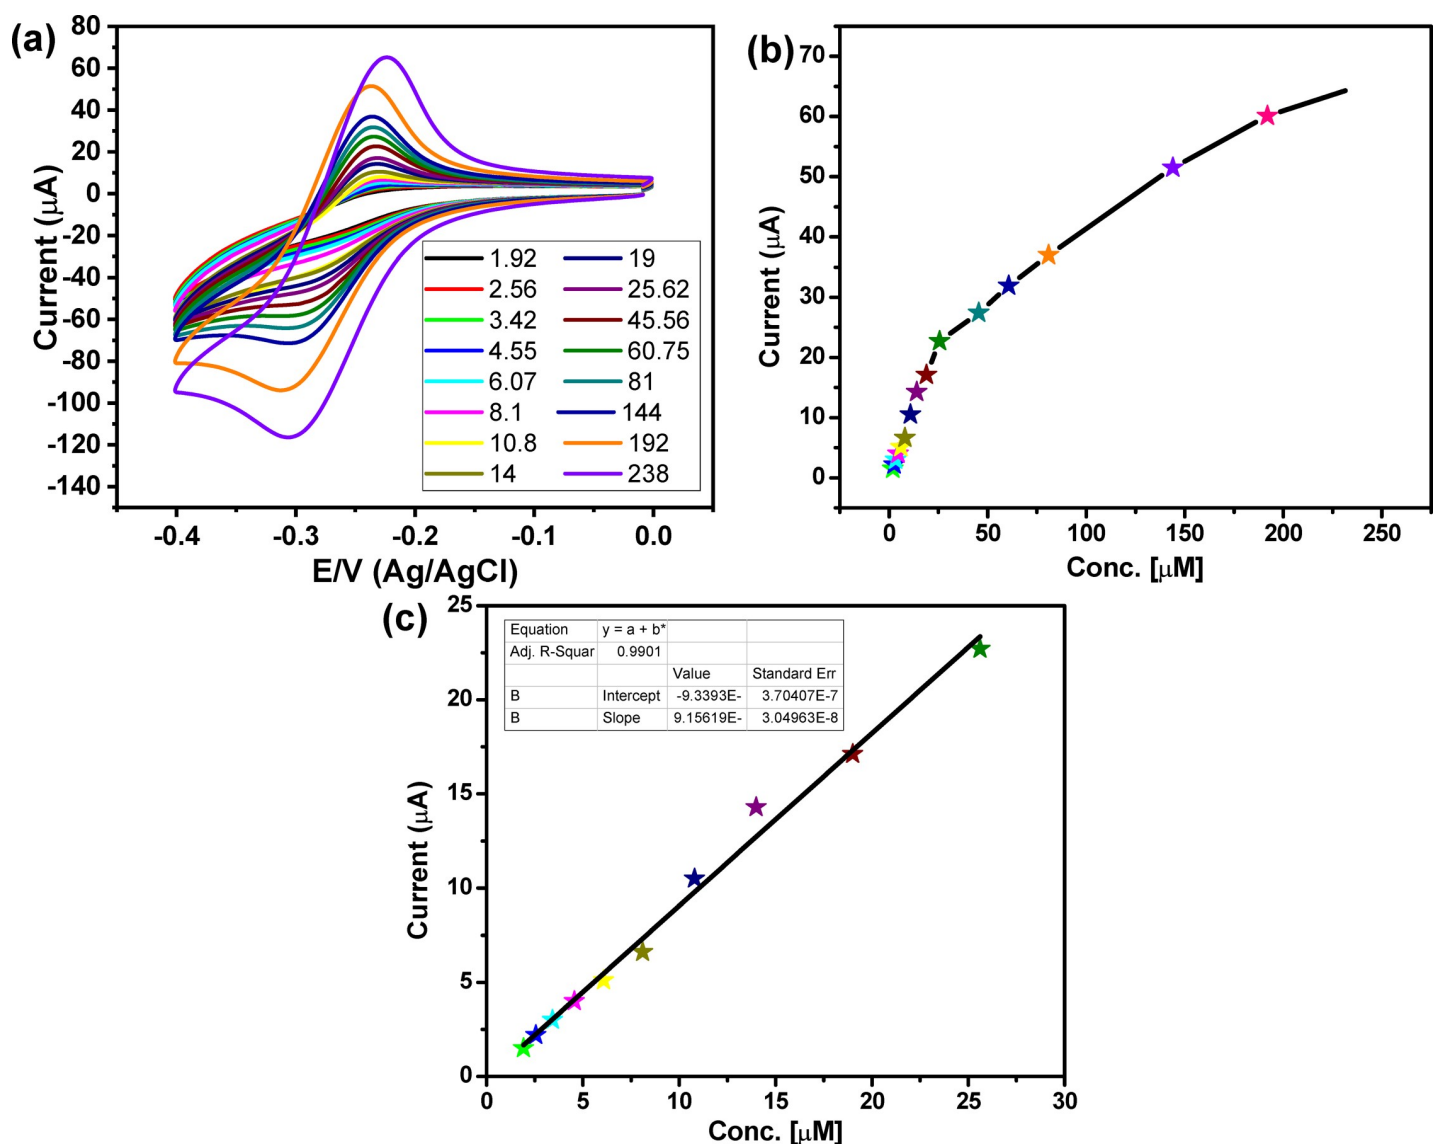 (a)
80
60
40
20
0
-20
-40
-60
-80
-100
-120
-140
Current (μA)
-0.4 -0.3 -0.2 -0.1 0.0
E/V (Ag/AgCl)
1.92 19
2.56 25.62
3.42 45.56
4.55 60.75
6.07 81
8.1 144
10.8 192
14 238
(b)
70
60
50
40
30
20
10
0
Current (μA)
0 50 100 150 200 250
Conc. [μM]
(c)
25
20
15
10
5
0
Current (μA)
Equation y = a + b*
Adj. R-Squar 0.9901
Value Standard Err
B Intercept -9.3393E- 3.70407E-7
B Slope 9.15619E- 3.04963E-8
0 5 10 15 20 25 30
Conc. [μM]